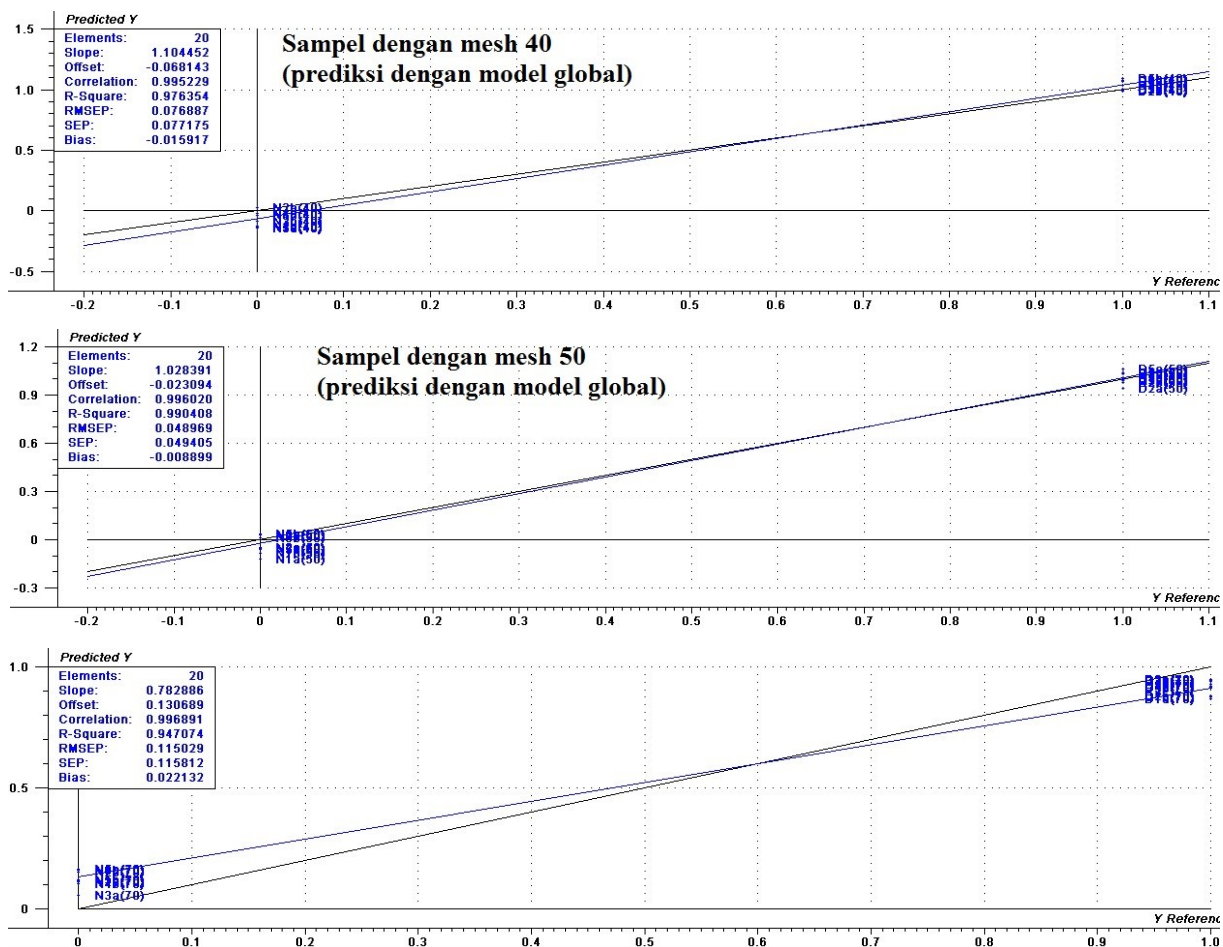 Predicted Y
1.5
1.0
0.5
0
-0.5
Elements: 20
Slope: 1.104452
Offset: -0.068143
Correlation: 0.995229
R-Square: 0.976354
RMSEP: 0.076887
SEP: 0.077175
Bias: -0.015917
Sampel dengan mesh 40
(prediksi dengan model global)
Y Referenc
-0.2 -0.1 0 0.1 0.2 0.3 0.4 0.5 0.6 0.7 0.8 0.9 1.0 1.1
Predicted Y
1.2
0.9
0.6
0.3
0
-0.3
Elements: 20
Slope: 1.028391
Offset: -0.023094
Correlation: 0.996020
R-Square: 0.990408
RMSEP: 0.048969
SEP: 0.049405
Bias: -0.008899
Sampel dengan mesh 50
(prediksi dengan model global)
D2a(50)
N1a(50)
Y Referenc
-0.2 -0.1 0 0.1 0.2 0.3 0.4 0.5 0.6 0.7 0.8 0.9 1.0 1.1
Predicted Y
1.0
0.5
0
Elements: 20
Slope: 0.782886
Offset: 0.130689
Correlation: 0.996891
R-Square: 0.947074
RMSEP: 0.115029
SEP: 0.115812
Bias: 0.022132
N3a(70)
Y Referenc
0 0.1 0.2 0.3 0.4 0.5 0.6 0.7 0.8 0.9 1.0